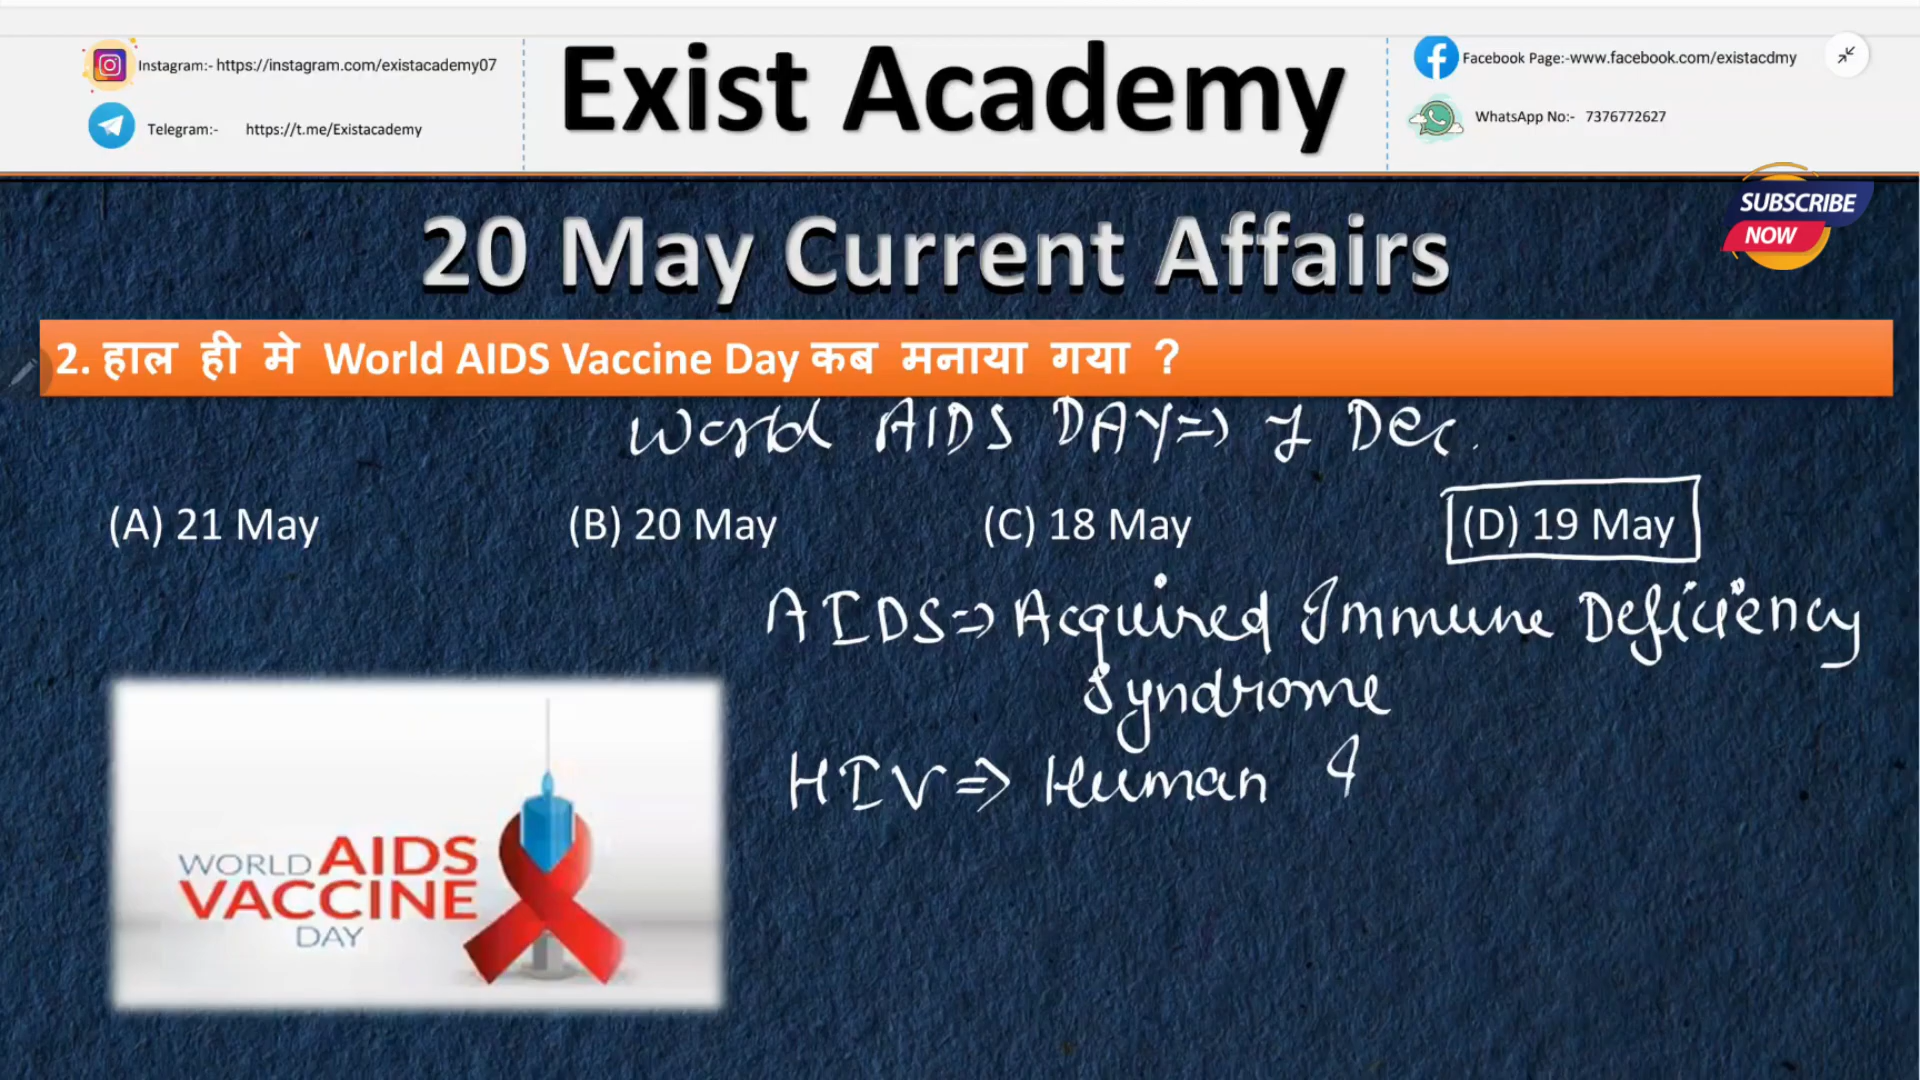 Instagram:- https://instagram.com/existacademy07
Telegram:- https://t.me/Existacademy
Exist Academy
Facebook Page:-www.facebook.com/existacdmy
WhatsApp No:- 7376772627
SUBSCRIBE
NOW
20 May Current Affairs
2. हाल ही मे World AIDS Vaccine Day कब मनाया गया ?
World AIDS DAY => 1 Dec.
(A) 21 May (B) 20 May (C) 18 May (D) 19 May
AIDS => Acquired Immune Deficiency
Syndrome
HIV => Human
WORLD AIDS
VACCINE
DAY